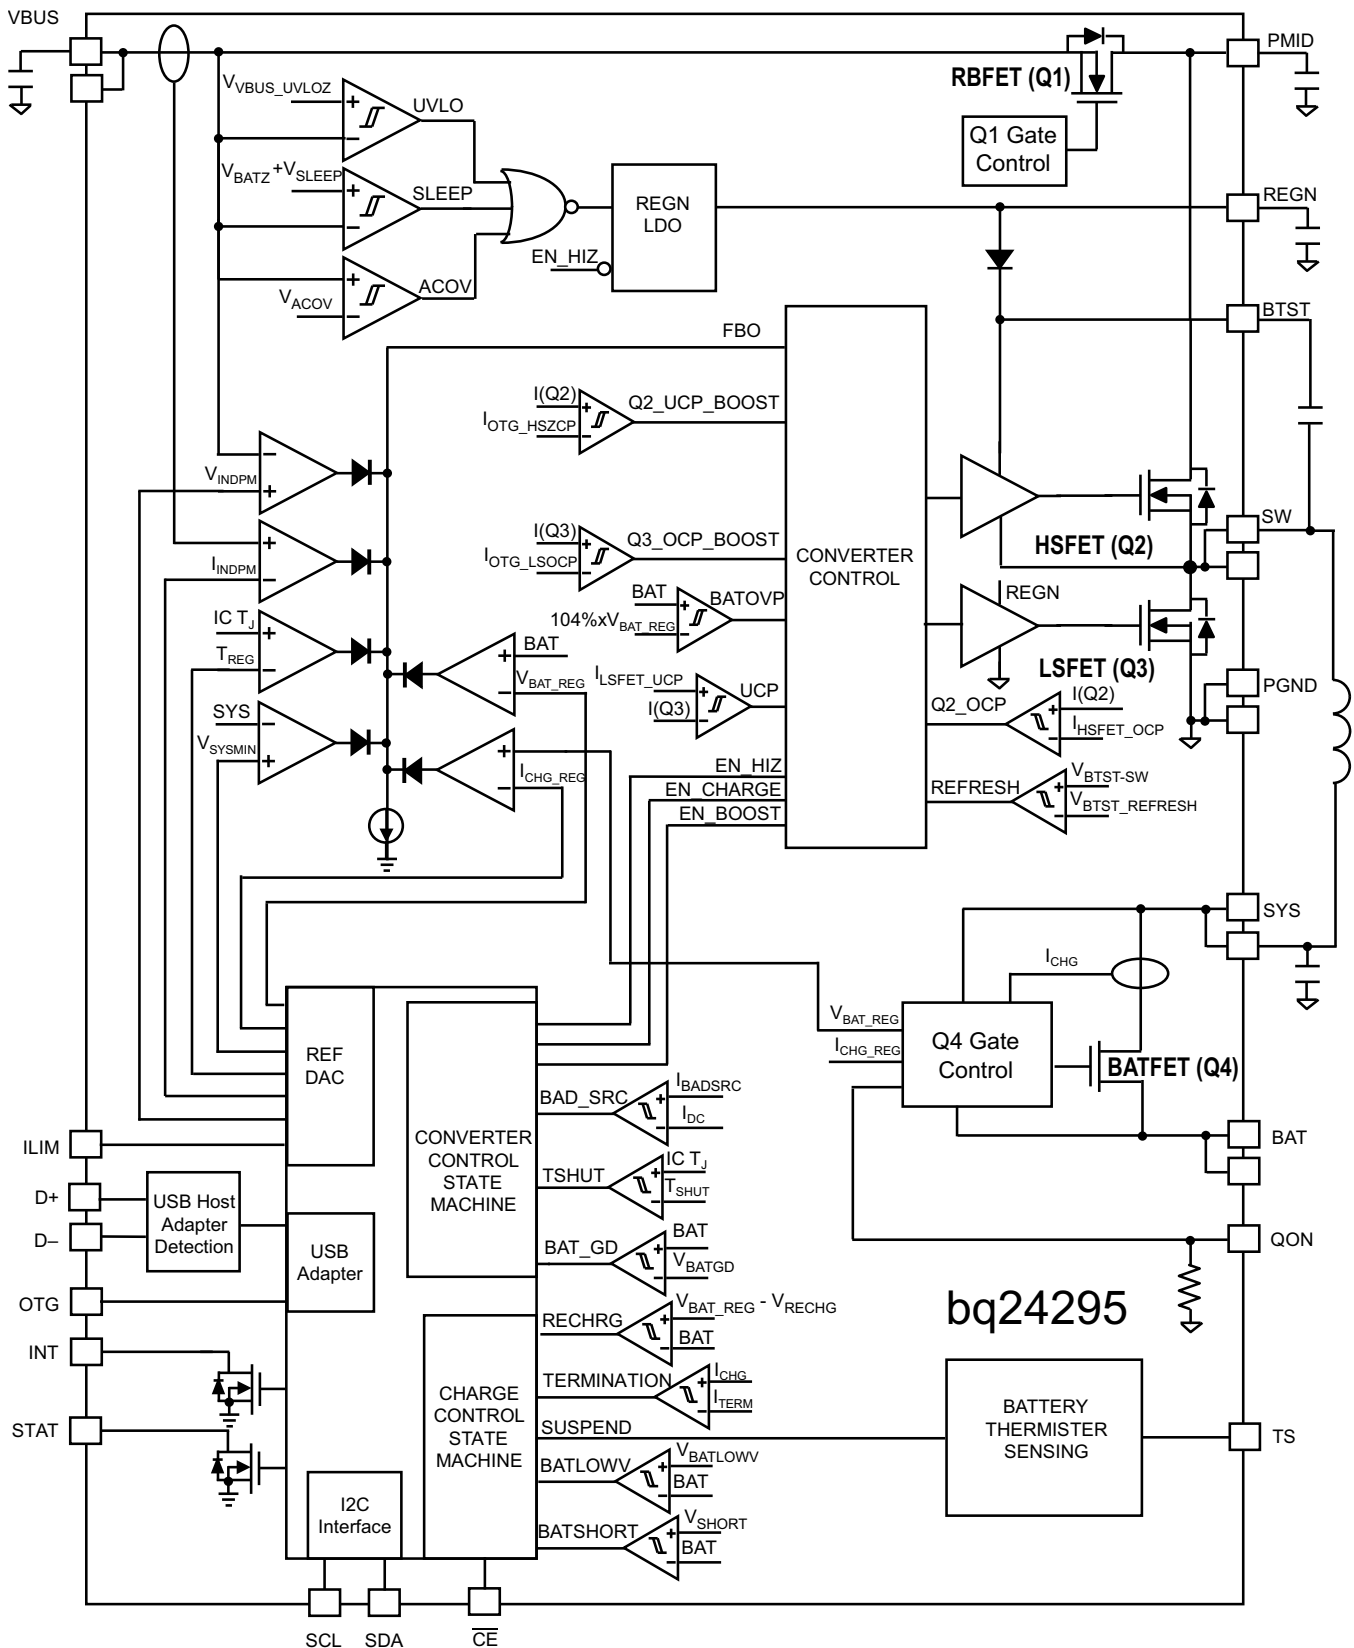 VBUS
PMID
RBFET (Q1)
V_VBUS_UVLOZ
UVLO
Q1 Gate
Control
V_BATZ +V_SLEEP
SLEEP
REGN
LDO
REGN
EN_HIZ
ACOV
V_ACOV
BTST
FBO
I(Q2)
Q2_UCP_BOOST
I_OTG_HSZCP
V_INDPM
SW
I(Q3)
Q3_OCP_BOOST
HSFET (Q2)
I_OTG_LSOCP
CONVERTER
CONTROL
I_INDPM
BAT
BATOVP
REGN
104%xV_BAT_REG
IC T_J
BAT
T_REG
LSFET (Q3)
V_BAT_REG
I_LSFET_UCP
UCP
PGND
I(Q2)
SYS
I(Q3)
Q2_OCP
I_HSFET_OCP
V_SYSMIN
I_CHG_REG
EN_HIZ
V_BTST-SW
EN_CHARGE
REFRESH
V_BTST_REFRESH
EN_BOOST
SYS
I_CHG
V_BAT_REG
Q4 Gate
Control
I_CHG_REG
BATFET (Q4)
REF
DAC
BAD_SRC
I_BADSRC
I_DC
CONVERTER
CONTROL
STATE
MACHINE
BAT
ILIM
IC T_J
TSHUT
T_SHUT
D+
USB Host
Adapter
Detection
D–
USB
Adapter
BAT
BAT_GD
V_BATGD
QON
OTG
RECHRG
V_BAT_REG - V_RECHG
BAT
bq24295
INT
TERMINATION
I_CHG
I_TERM
CHARGE
CONTROL
STATE
MACHINE
BATTERY
THERMISTER
SENSING
STAT
SUSPEND
TS
BATLOWV
V_BATLOWV
BAT
I2C
Interface
BATSHORT
V_SHORT
BAT
SCL
SDA
C̅E̅